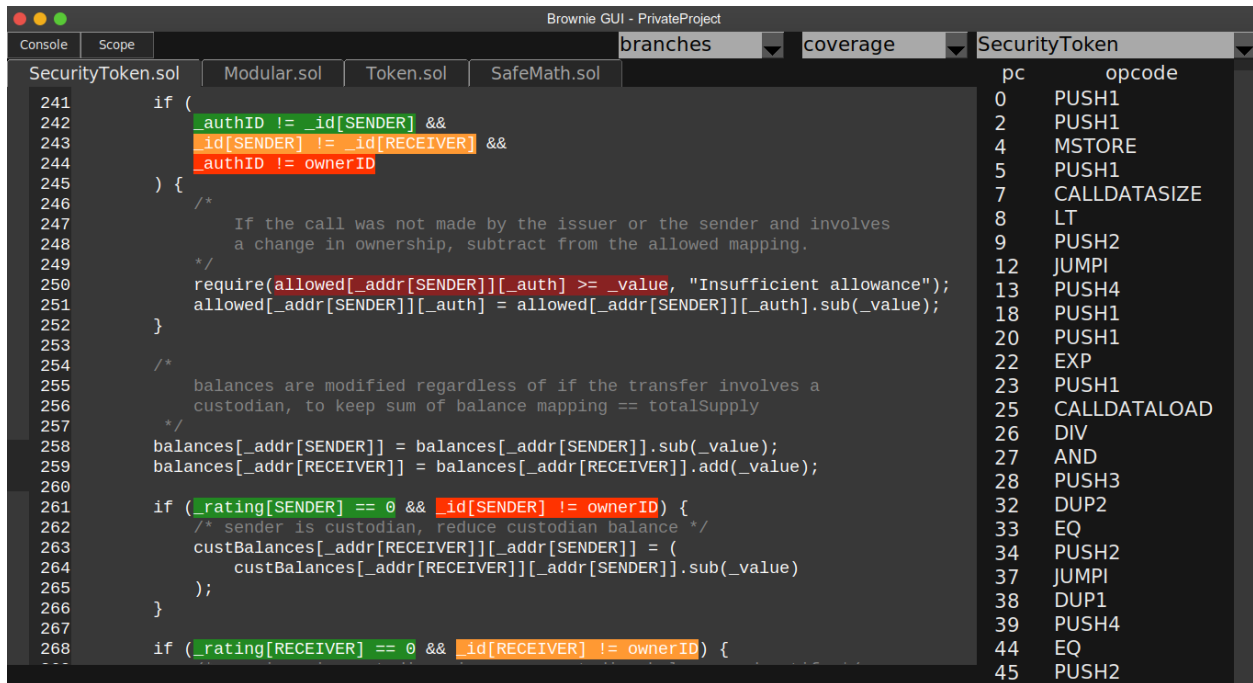 Brownie GUI - PrivateProject
Console Scope branches coverage SecurityToken
SecurityToken.sol Modular.sol Token.sol SafeMath.sol
241 if (
242 _authID != _id[SENDER] &&
243 _id[SENDER] != _id[RECEIVER] &&
244 _authID != ownerID
245 ) {
246 /*
247 If the call was not made by the issuer or the sender and involves
248 a change in ownership, subtract from the allowed mapping.
249 */
250 require(allowed[_addr[SENDER]][_auth] >= _value, "Insufficient allowance");
251 allowed[_addr[SENDER]][_auth] = allowed[_addr[SENDER]][_auth].sub(_value);
252 }
253
254 /*
255 balances are modified regardless of if the transfer involves a
256 custodian, to keep sum of balance mapping == totalSupply
257 */
258 balances[_addr[SENDER]] = balances[_addr[SENDER]].sub(_value);
259 balances[_addr[RECEIVER]] = balances[_addr[RECEIVER]].add(_value);
260
261 if (_rating[SENDER] == 0 && _id[SENDER] != ownerID) {
262 /* sender is custodian, reduce custodian balance */
263 custBalances[_addr[RECEIVER]][_addr[SENDER]] = (
264 custBalances[_addr[RECEIVER]][_addr[SENDER]].sub(_value)
265 );
266 }
267
268 if (_rating[RECEIVER] == 0 && _id[RECEIVER] != ownerID) {
pc opcode
0 PUSH1
2 PUSH1
4 MSTORE
5 PUSH1
7 CALLDATASIZE
8 LT
9 PUSH2
12 JUMPI
13 PUSH4
18 PUSH1
20 PUSH1
22 EXP
23 PUSH1
25 CALLDATALOAD
26 DIV
27 AND
28 PUSH3
32 DUP2
33 EQ
34 PUSH2
37 JUMPI
38 DUP1
39 PUSH4
44 EQ
45 PUSH2